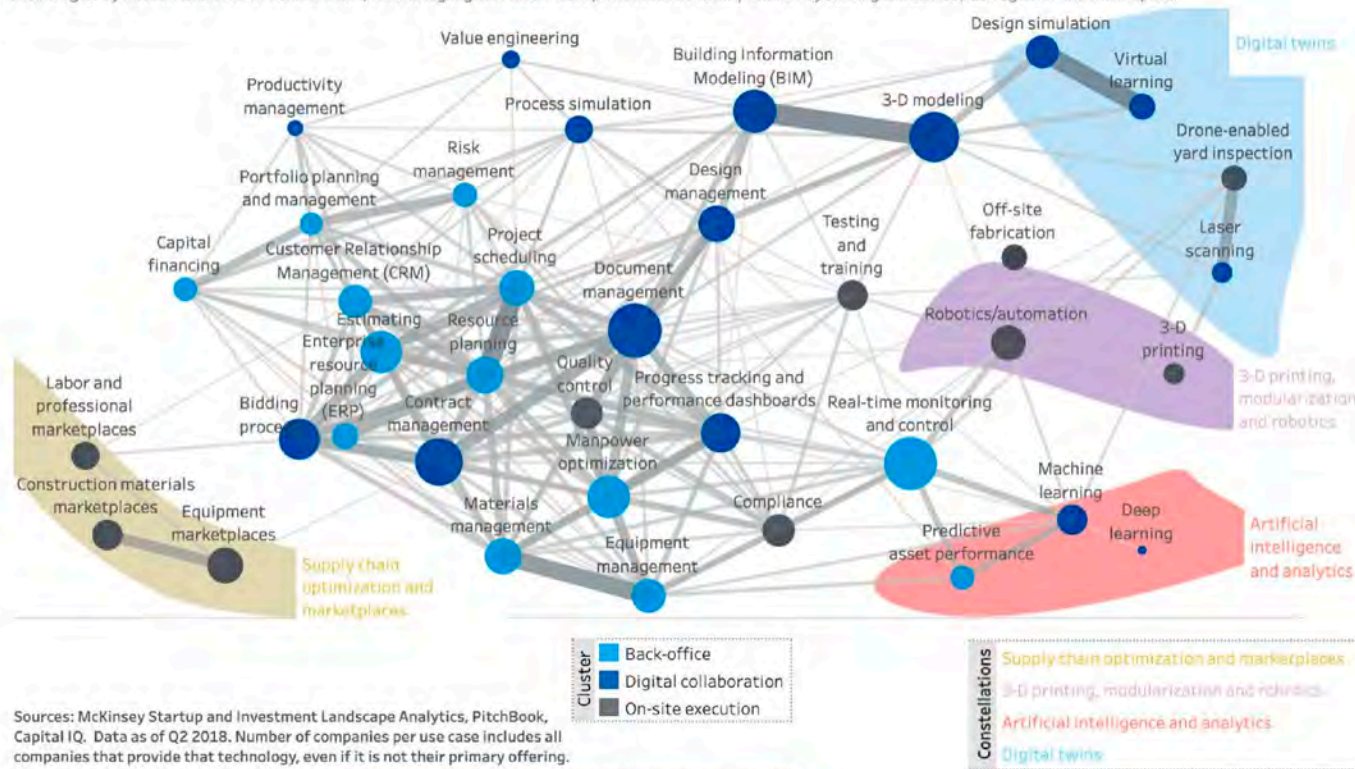 Value engineering
Building Information
Modeling (BIM)
Design simulation
Digital twins
Virtual
learning
Productivity
management
Process simulation
3-D modeling
Drone-enabled
yard inspection
Risk
management
Portfolio planning
and management
Design
management
Testing
and
training
Off-site
fabrication
Laser
scanning
Capital
financing
Customer Relationship
Management (CRM)
Project
scheduling
Document
management
Estimating
Enterprise
resource
planning
(ERP)
Resource
planning
Robotics/automation
3-D
printing
Quality
control
Progress tracking and
performance dashboards
Real-time monitoring
and control
3-D printing,
modularization
and robotics
Labor and
professional
marketplaces
Bidding
process
Contract
management
Manpower
optimization
Construction materials
marketplaces
Equipment
marketplaces
Materials
management
Equipment
management
Compliance
Machine
learning
Deep
learning
Predictive
asset performance
Artificial
intelligence
and analytics
Supply chain
optimization and
marketplaces
Cluster
Back-office
Digital collaboration
On-site execution
Constellations
Supply chain optimization and marketplaces
3-D printing, modularization and robotics
Artificial intelligence and analytics
Digital twins
Sources: McKinsey Startup and Investment Landscape Analytics, PitchBook,
Capital IQ. Data as of Q2 2018. Number of companies per use case includes all
companies that provide that technology, even if it is not their primary offering.